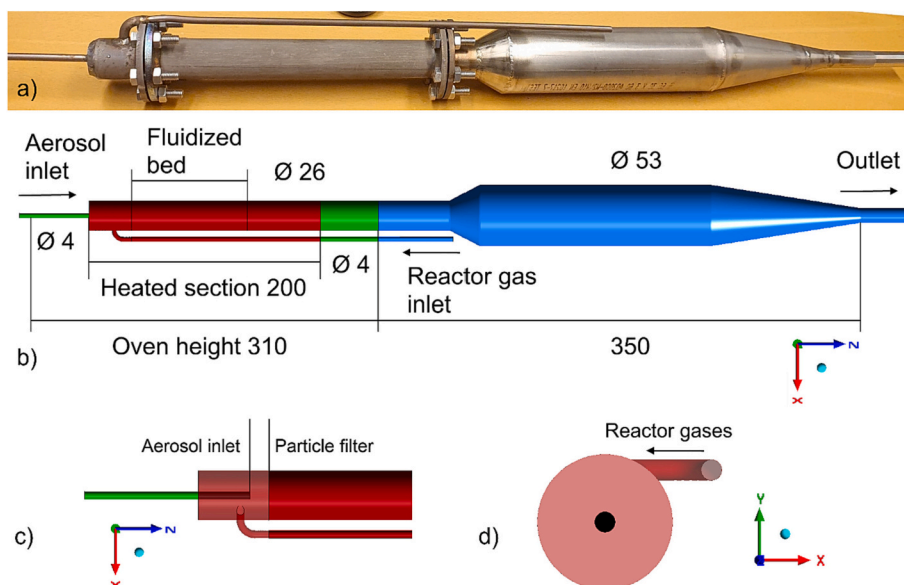 a)
Aerosol
inlet
Fluidized
bed
Ø 26
Ø 53
Outlet
Ø 4
Ø 4
Heated section 200
Reactor gas
inlet
Oven height 310
350
b)
Z
X
Aerosol inlet
Particle filter
Reactor gases
c)
Z
X
d)
Y
X